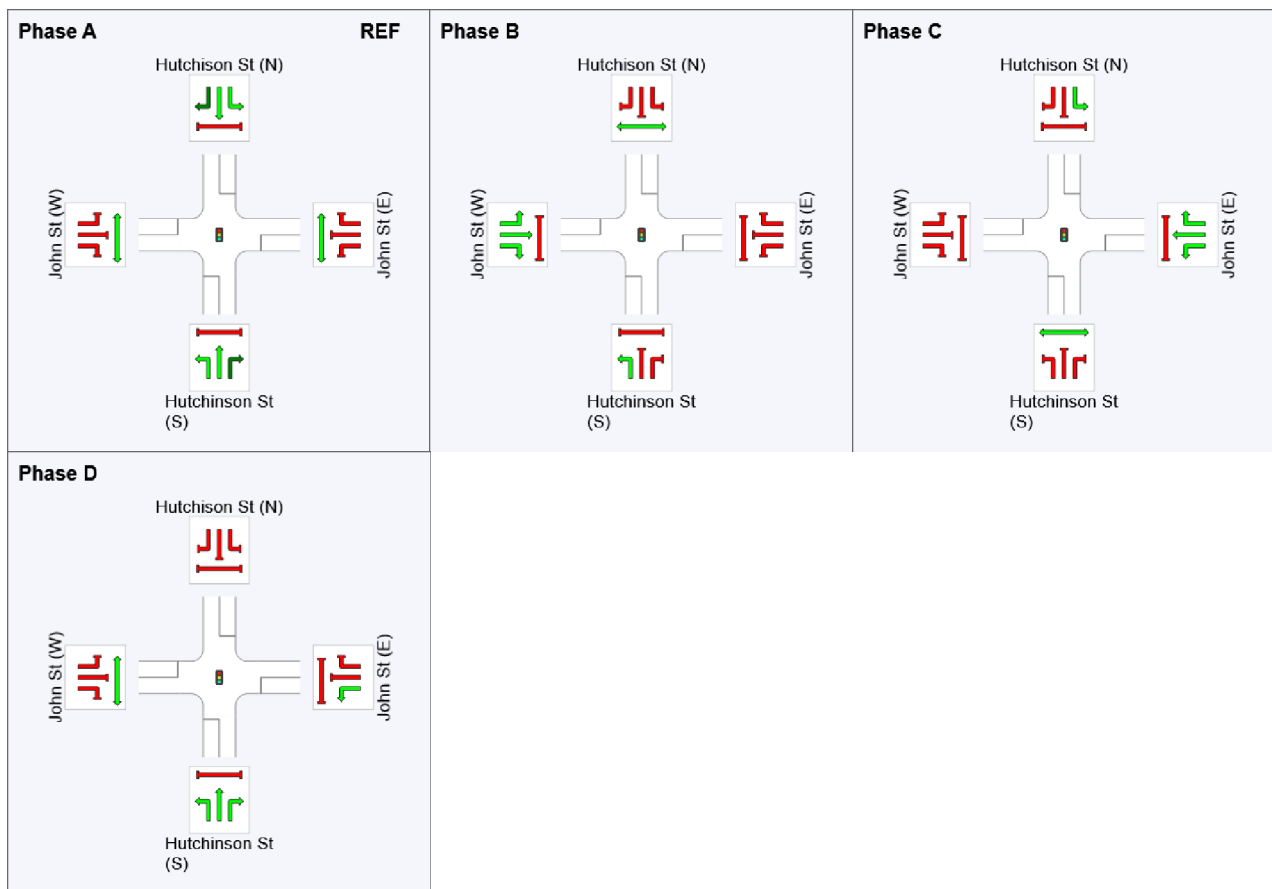 Phase A
REF
Hutchison St (N)
John St (W)
John St (E)
Hutchinson St
(S)
Phase B
Hutchison St (N)
John St (W)
John St (E)
Hutchinson St
(S)
Phase C
Hutchison St (N)
John St (W)
John St (E)
Hutchinson St
(S)
Phase D
Hutchison St (N)
John St (W)
John St (E)
Hutchinson St
(S)